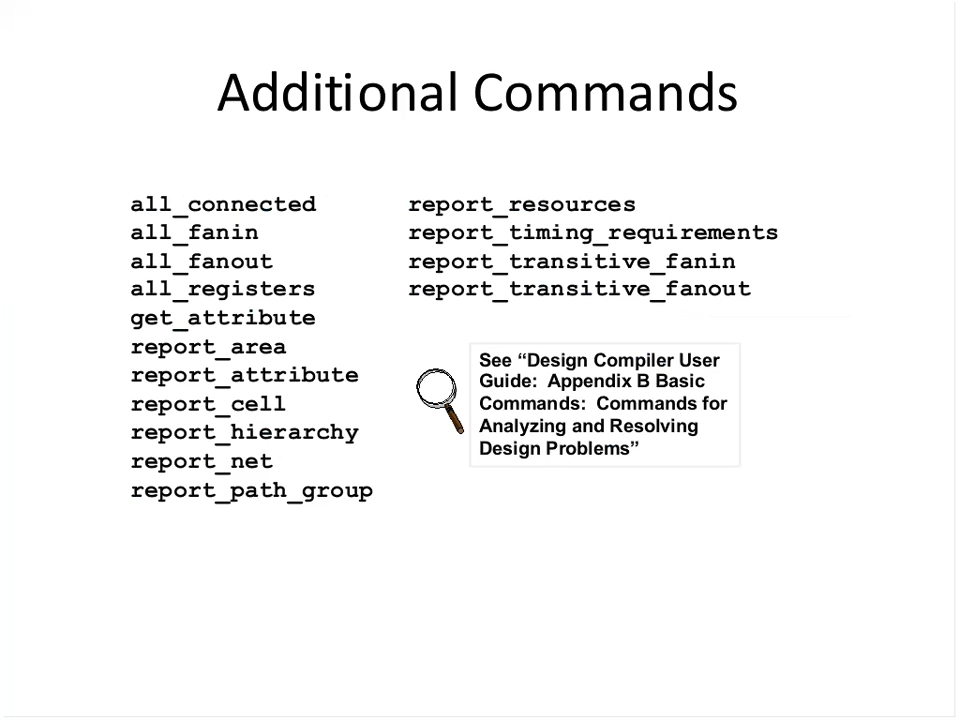 Additional Commands
all_connected
all_fanin
all_fanout
all_registers
get_attribute
report_area
report_attribute
report_cell
report_hierarchy
report_net
report_path_group
report_resources
report_timing_requirements
report_transitive_fanin
report_transitive_fanout
See “Design Compiler User
Guide:  Appendix B Basic
Commands:  Commands for
Analyzing and Resolving
Design Problems”